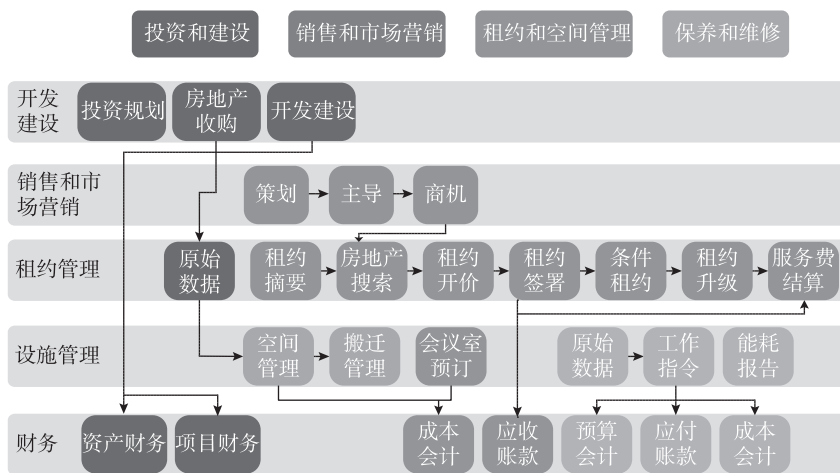 投资和建设
销售和市场营销
租约和空间管理
保养和维修
开发
建设
投资规划
房地产
收购
开发建设
销售和市
场营销
策划
主导
商机
租约管理
原始
数据
租约
摘要
房地产
搜索
租约
开价
租约
签署
条件
租约
租约
升级
服务费
结算
设施管理
空间
管理
搬迁
管理
会议室
预订
原始
数据
工作
指令
能耗
报告
财务
资产财务
项目财务
成本
会计
应收
账款
预算
会计
应付
账款
成本
会计